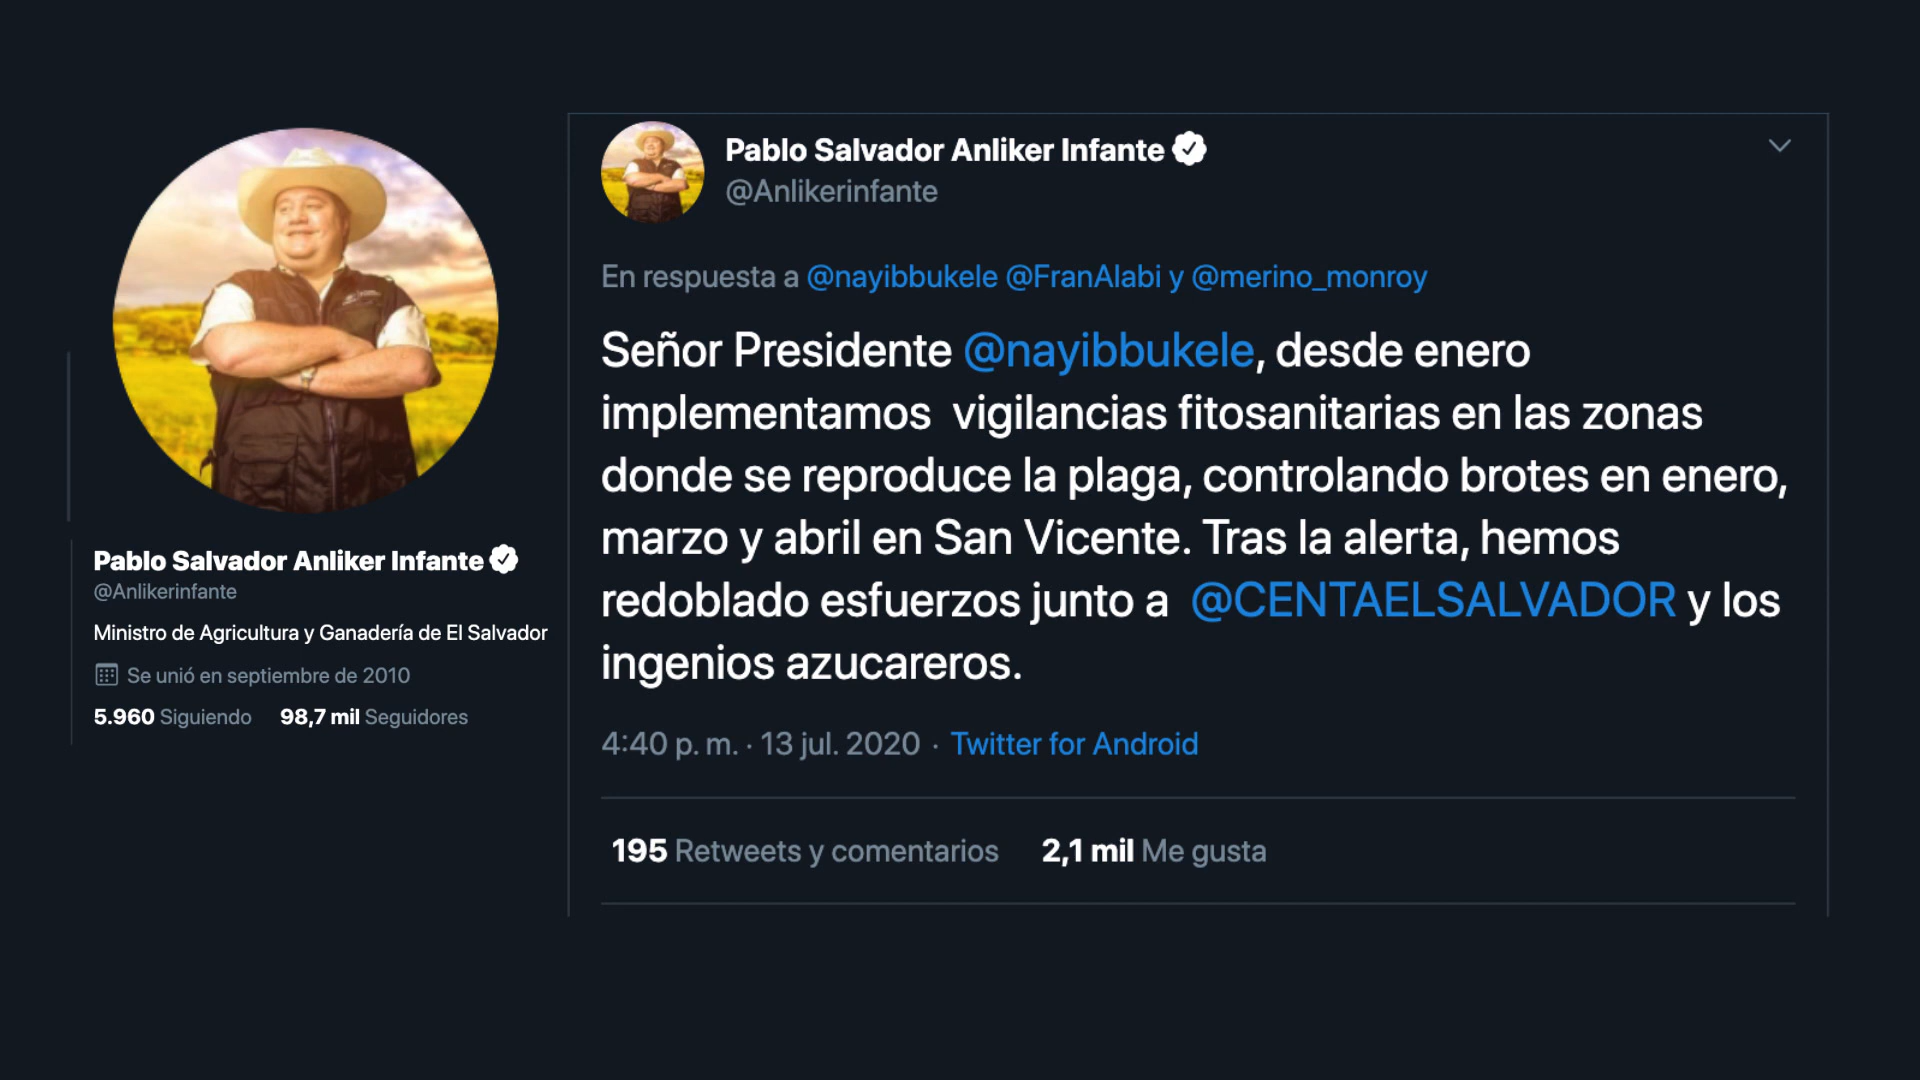 Pablo Salvador Anliker Infante
@Anlikerinfante
Ministro de Agricultura y Ganadería de El Salvador
Se unió en septiembre de 2010
5.960 Siguiendo 98,7 mil Seguidores
Pablo Salvador Anliker Infante
@Anlikerinfante
En respuesta a @nayibbukele @FranAlabi y @merino_monroy
Señor Presidente @nayibbukele, desde enero
implementamos  vigilancias fitosanitarias en las zonas
donde se reproduce la plaga, controlando brotes en enero,
marzo y abril en San Vicente. Tras la alerta, hemos
redoblado esfuerzos junto a  @CENTAELSALVADOR y los
ingenios azucareros.
4:40 p. m. · 13 jul. 2020 · Twitter for Android
195 Retweets y comentarios 2,1 mil Me gusta